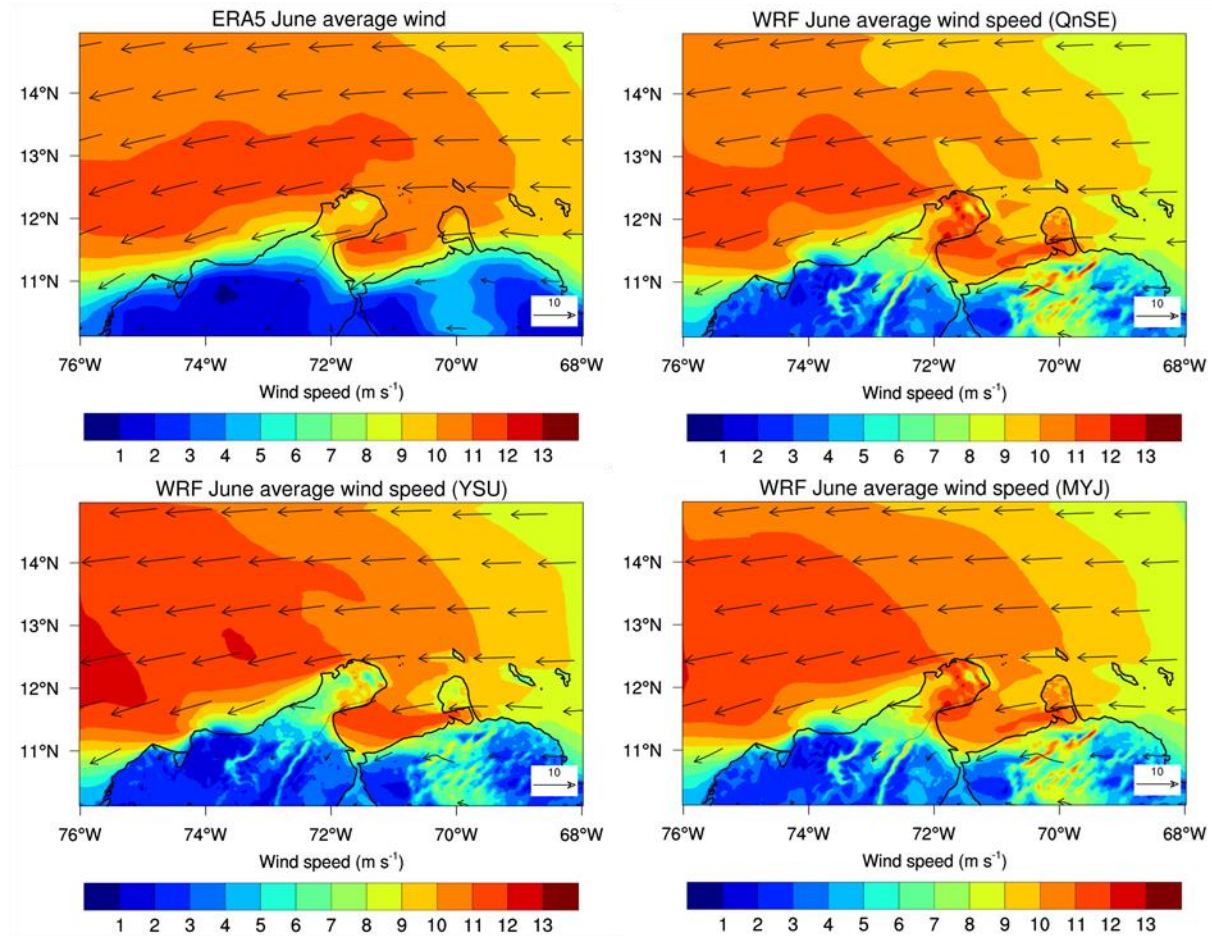 ERA5 June average wind
14°N
13°N
12°N
11°N
10
76°W 74°W 72°W 70°W 68°W
Wind speed (m s-1)
1 2 3 4 5 6 7 8 9 10 11 12 13
WRF June average wind speed (QnSE)
14°N
13°N
12°N
11°N
10
76°W 74°W 72°W 70°W 68°W
Wind speed (m s-1)
1 2 3 4 5 6 7 8 9 10 11 12 13
WRF June average wind speed (YSU)
14°N
13°N
12°N
11°N
10
76°W 74°W 72°W 70°W 68°W
Wind speed (m s-1)
1 2 3 4 5 6 7 8 9 10 11 12 13
WRF June average wind speed (MYJ)
14°N
13°N
12°N
11°N
10
76°W 74°W 72°W 70°W 68°W
Wind speed (m s-1)
1 2 3 4 5 6 7 8 9 10 11 12 13